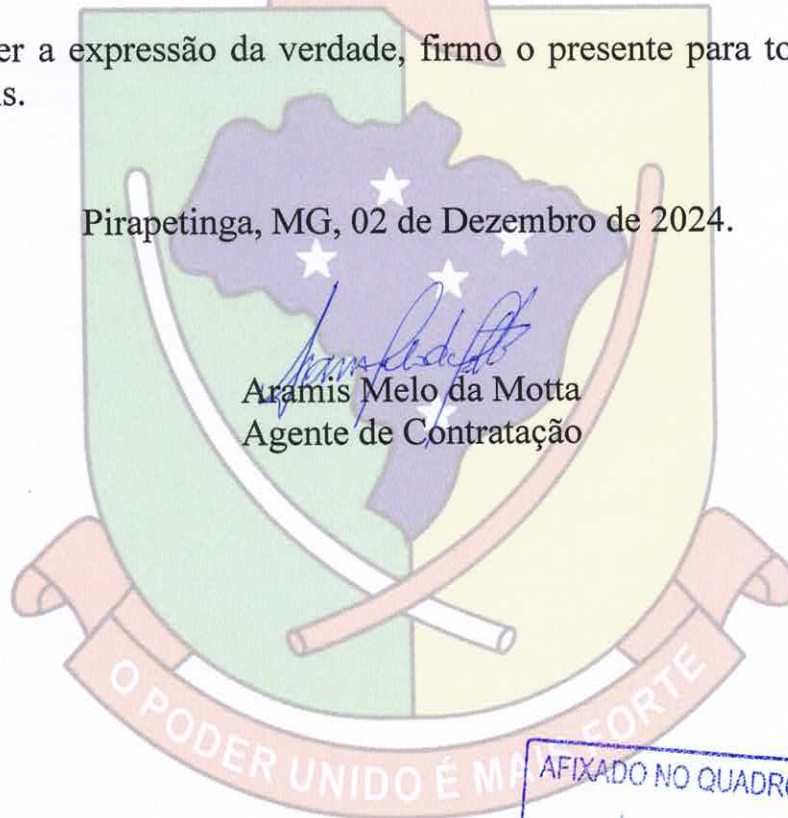 er a expressão da verdade, firmo o presente para to
s.
Pirapetinga, MG, 02 de Dezembro de 2024.
Aramis Melo da Motta
Agente de Contratação
O PODER UNIDO É MAIS FORTE
AFIXADO NO QUADRO